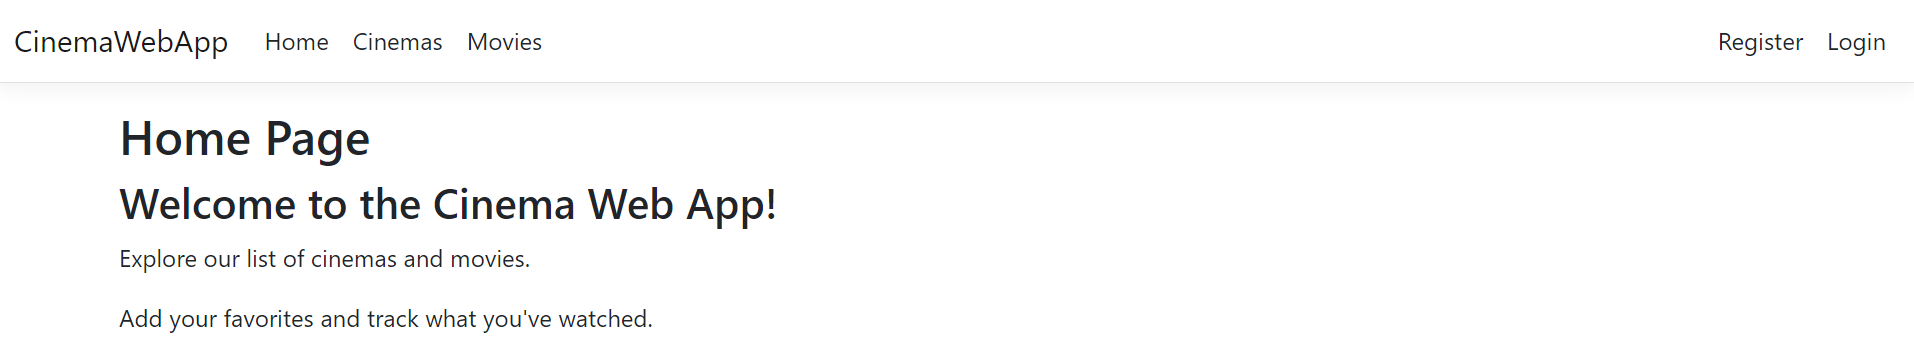 CinemaWebApp Home Cinemas Movies Register Login
Home Page
Welcome to the Cinema Web App!
Explore our list of cinemas and movies.
Add your favorites and track what you've watched.